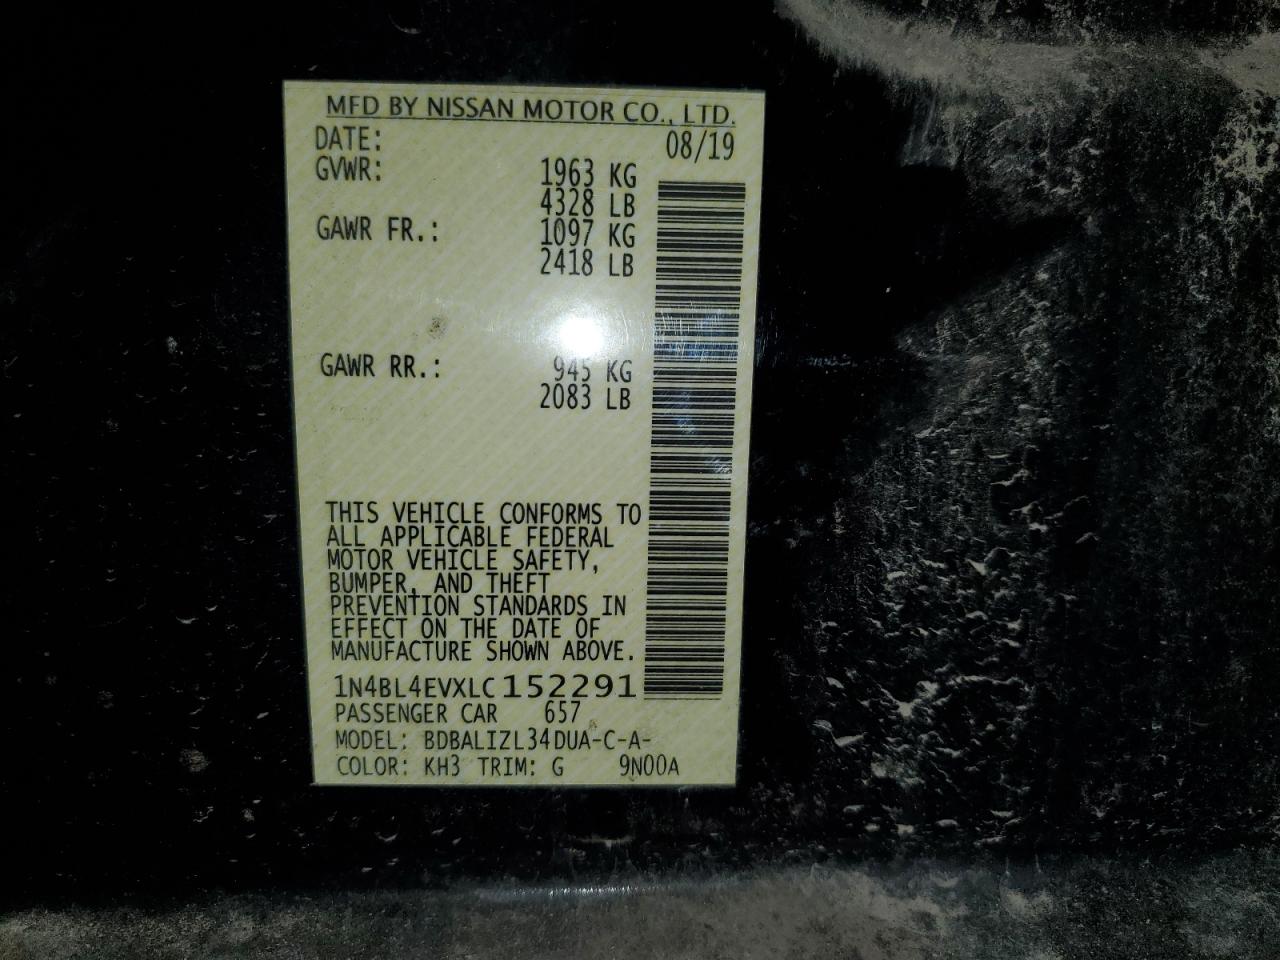 MFD BY NISSAN MOTOR CO., LTD.
DATE: 08/19
GVWR: 1963 KG
4328 LB
GAWR FR.: 1097 KG
2418 LB
GAWR RR.: 945 KG
2083 LB
THIS VEHICLE CONFORMS TO
ALL APPLICABLE FEDERAL
MOTOR VEHICLE SAFETY,
BUMPER, AND THEFT
PREVENTION STANDARDS IN
EFFECT ON THE DATE OF
MANUFACTURE SHOWN ABOVE.
1N4BL4EVXLC152291
PASSENGER CAR 657
MODEL: BDBALIZL34DUA-C-A-
COLOR: KH3 TRIM: G 9N00A